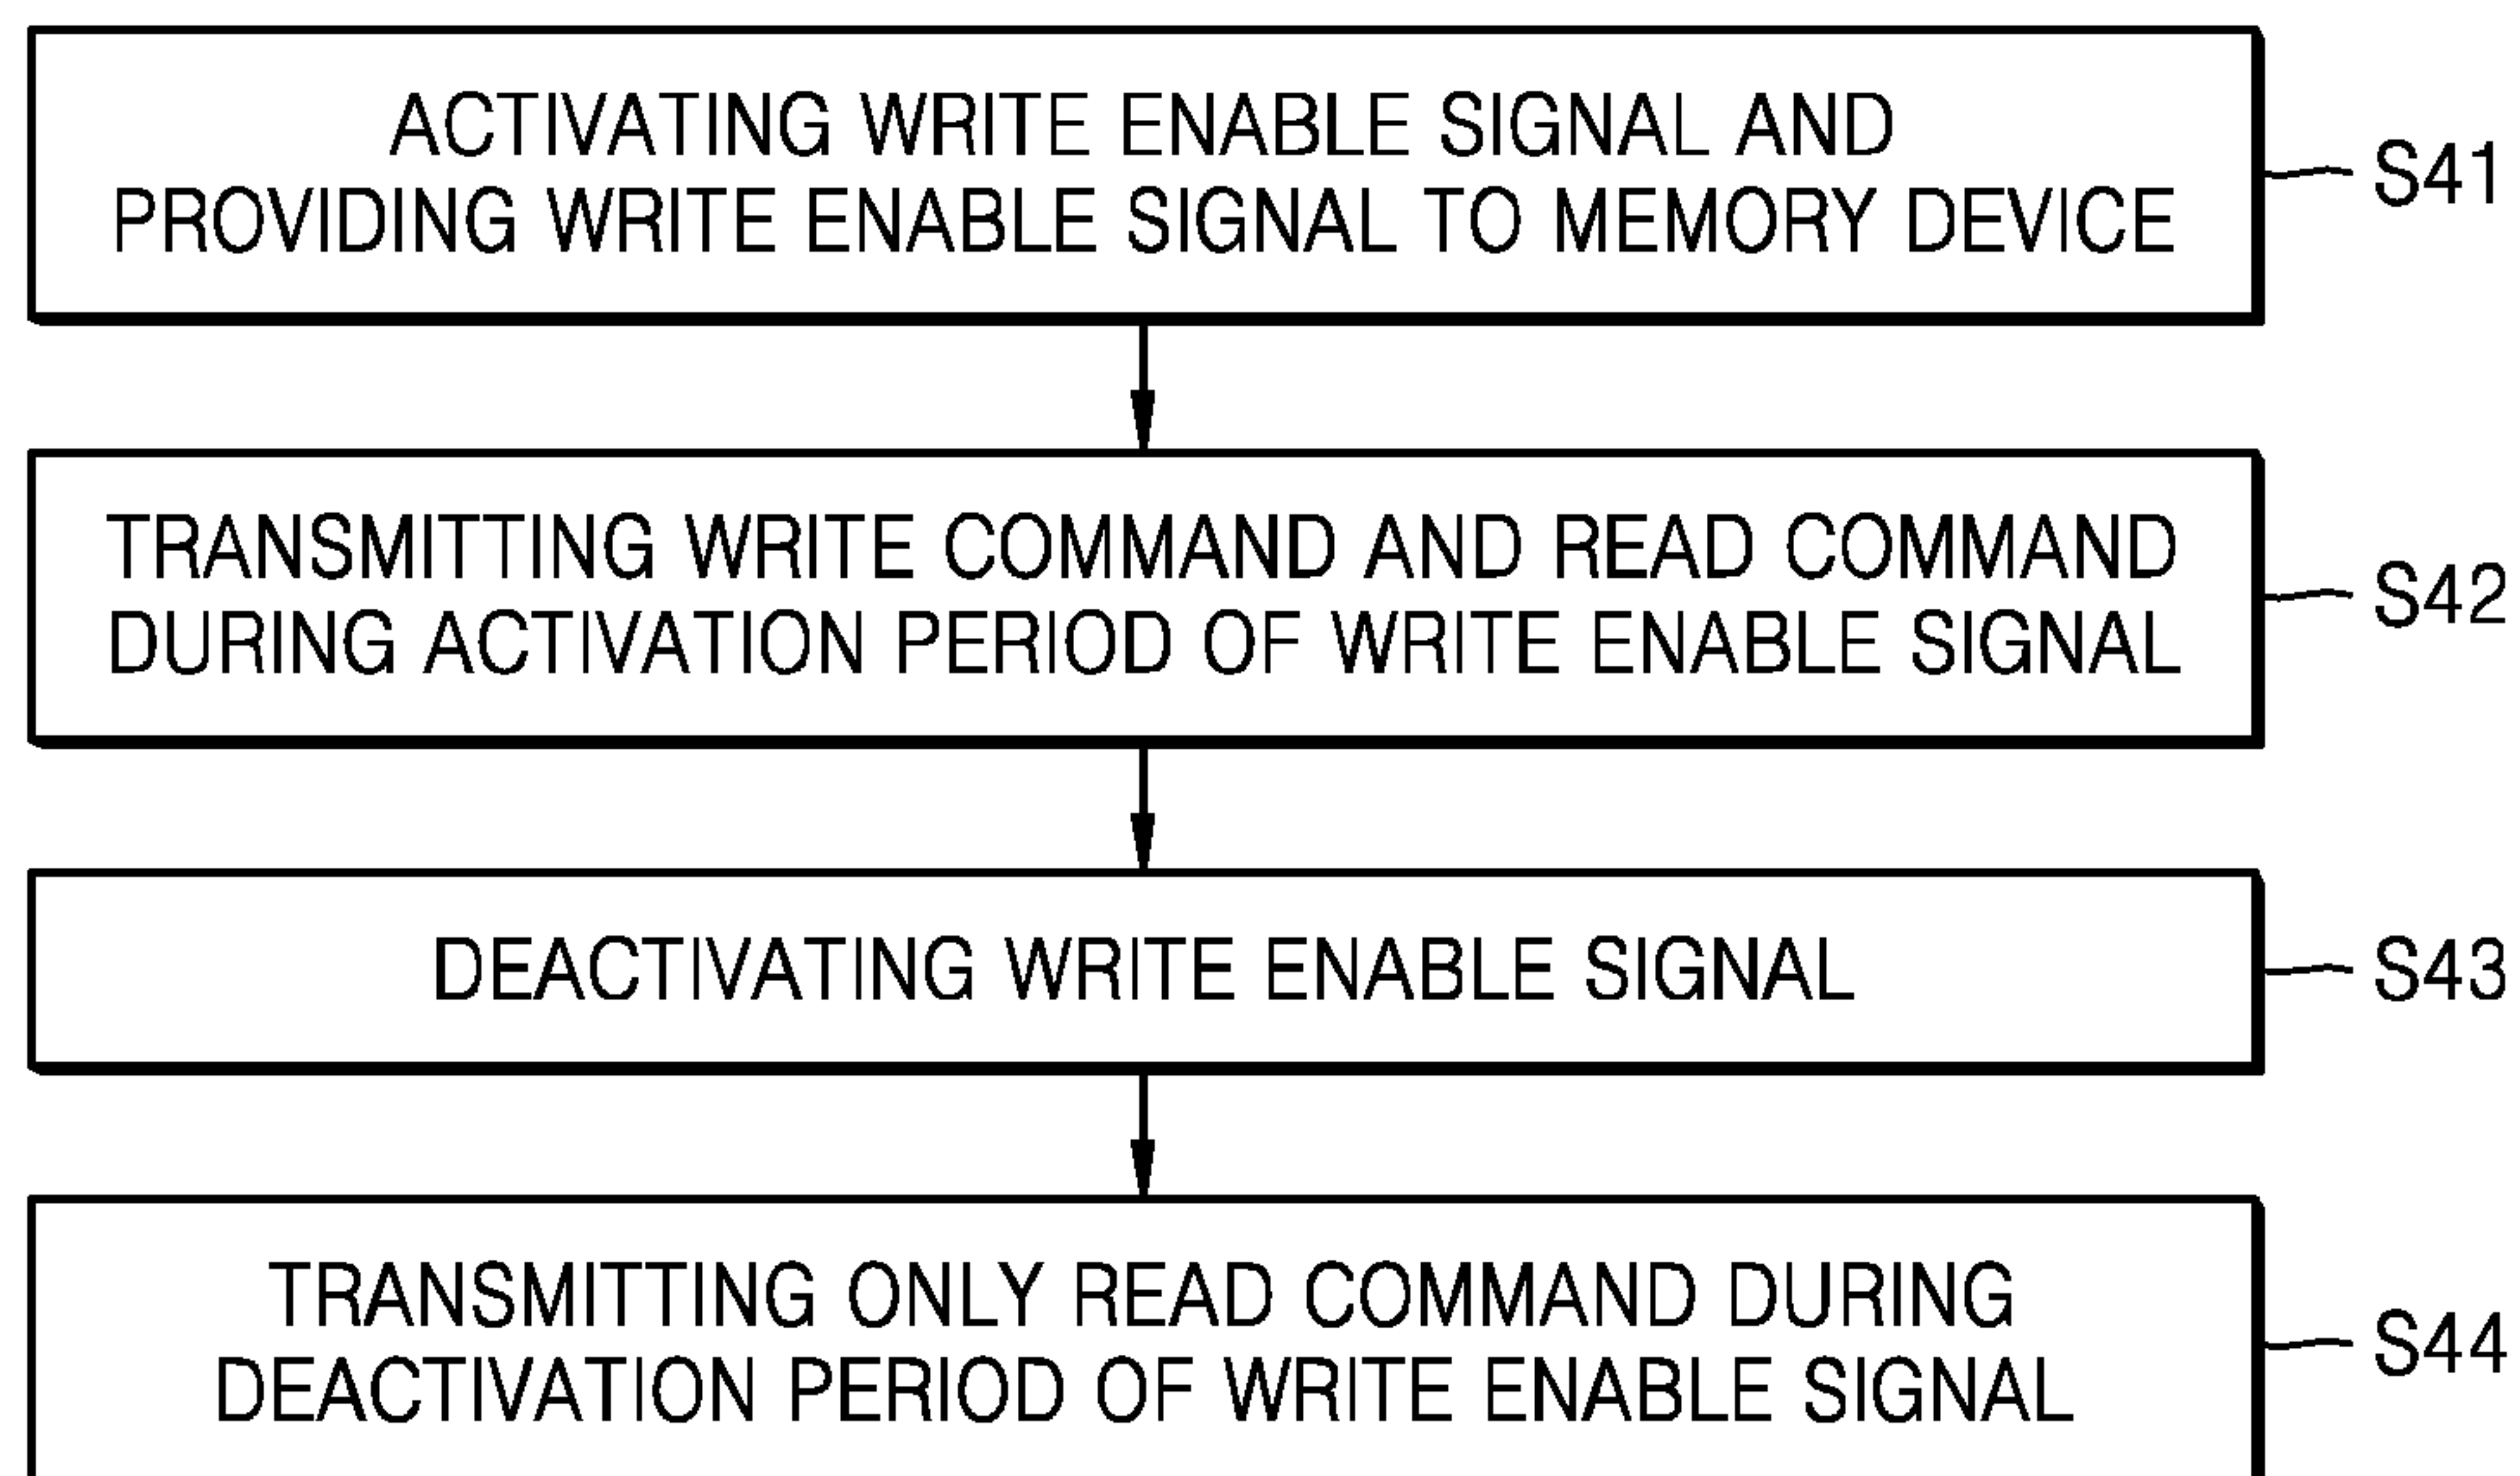 ACTIVATING WRITE ENABLE SIGNAL AND
PROVIDING WRITE ENABLE SIGNAL TO MEMORY DEVICE
S41
TRANSMITTING WRITE COMMAND AND READ COMMAND
DURING ACTIVATION PERIOD OF WRITE ENABLE SIGNAL
S42
DEACTIVATING WRITE ENABLE SIGNAL
S43
TRANSMITTING ONLY READ COMMAND DURING
DEACTIVATION PERIOD OF WRITE ENABLE SIGNAL
S44